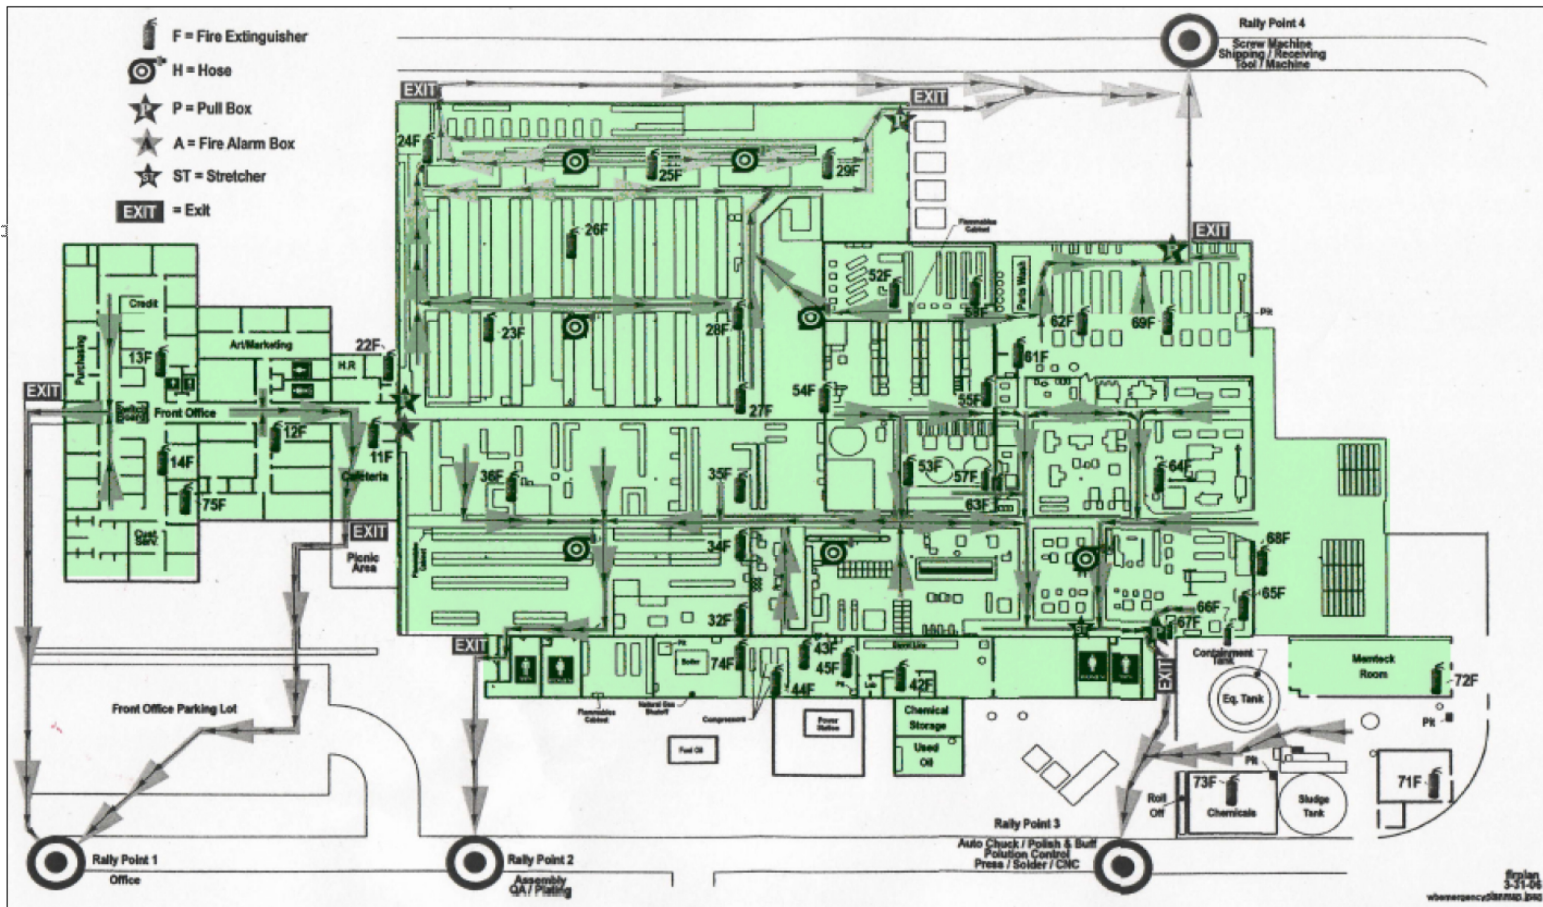 F = Fire Extinguisher
H = Hose
P = Pull Box
A = Fire Alarm Box
ST = Stretcher
EXIT = Exit
Rally Point 4
Screw Machine
Shipping / Receiving
Tool / Machine
EXIT
EXIT
24F
25F
29F
26F
Flammables
Cabinet
EXIT
52F
Parts Wash
Credit
Purchasing
Art/Marketing
13F
22F
H.R
23F
28F
62F
69F
Pit
61F
EXIT
Front Office
54F
55F
27F
12F
11F
14F
Cafeteria
75F
36F
35F
53F
57F
64F
63F
Cust.
Serv.
EXIT
Picnic
Area
34F
68F
65F
32F
66F
67F
EXIT
Pit
Boiler
74F
43F
45F
44F
42F
EXIT
Containment
Tank
Eq. Tank
Memteck
Room
72F
Pit
Flammables
Cabinet
Natural Gas
Shutoff
Compressors
Power
Station
Fuel Oil
Chemical
Storage
Used
Oil
Front Office Parking Lot
Pit
73F
71F
Roll
Off
Chemicals
Sludge
Tank
Rally Point 1
Office
Rally Point 2
Assembly
QA / Plating
Rally Point 3
Auto Chuck / Polish & Buff
Polution Control
Press / Solder / CNC
firplan
3-31-06